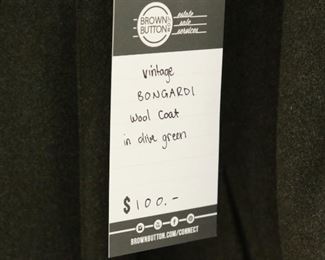 BROWN
BUTTON
estate
sale
services
vintage
BONGARDI
wool coat
in olive green
$100.-
BROWNBUTTON.COM/CONNECT